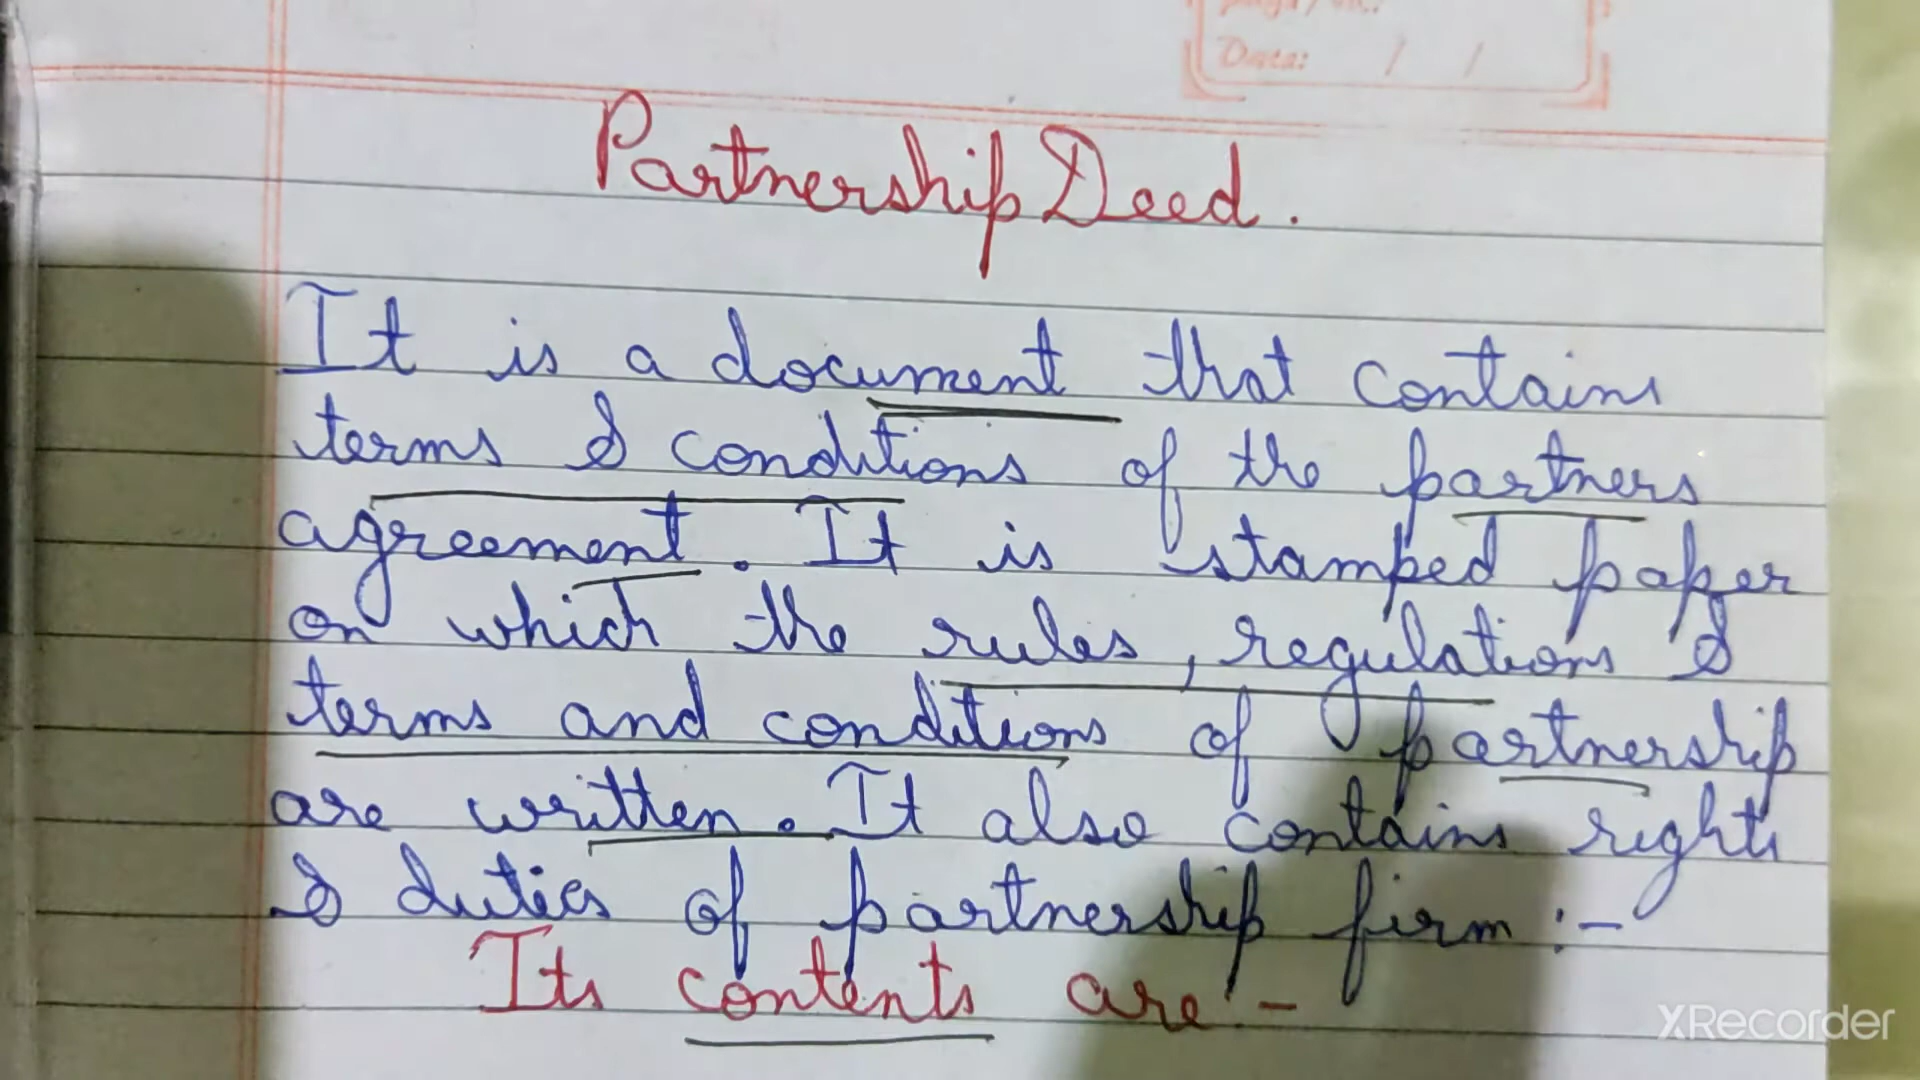 Date: / /
Partnership Deed.
It is a document that contains
terms & conditions of the partners
agreement. It is stamped paper
on which the rules, regulations &
terms and conditions of partnership
are written. It also contains rights
& duties of partnership firm :-
Its contents are :-
XRecorder